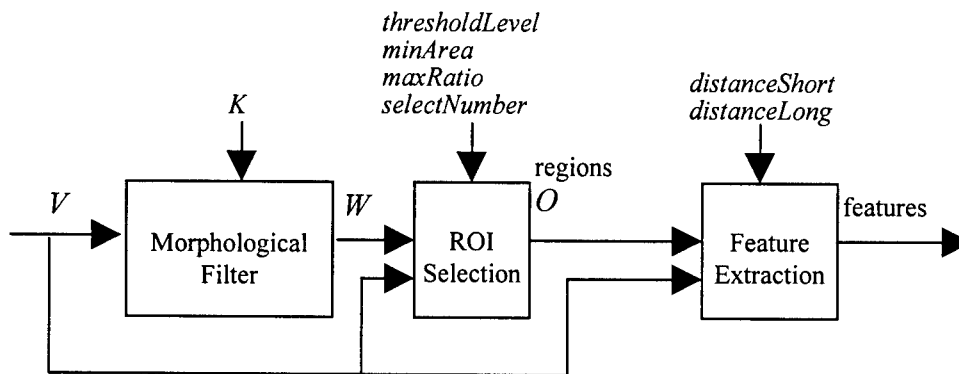 thresholdLevel
minArea
maxRatio
selectNumber
distanceShort
distanceLong
K
regions
O
V
W
features
Morphological
Filter
ROI
Selection
Feature
Extraction